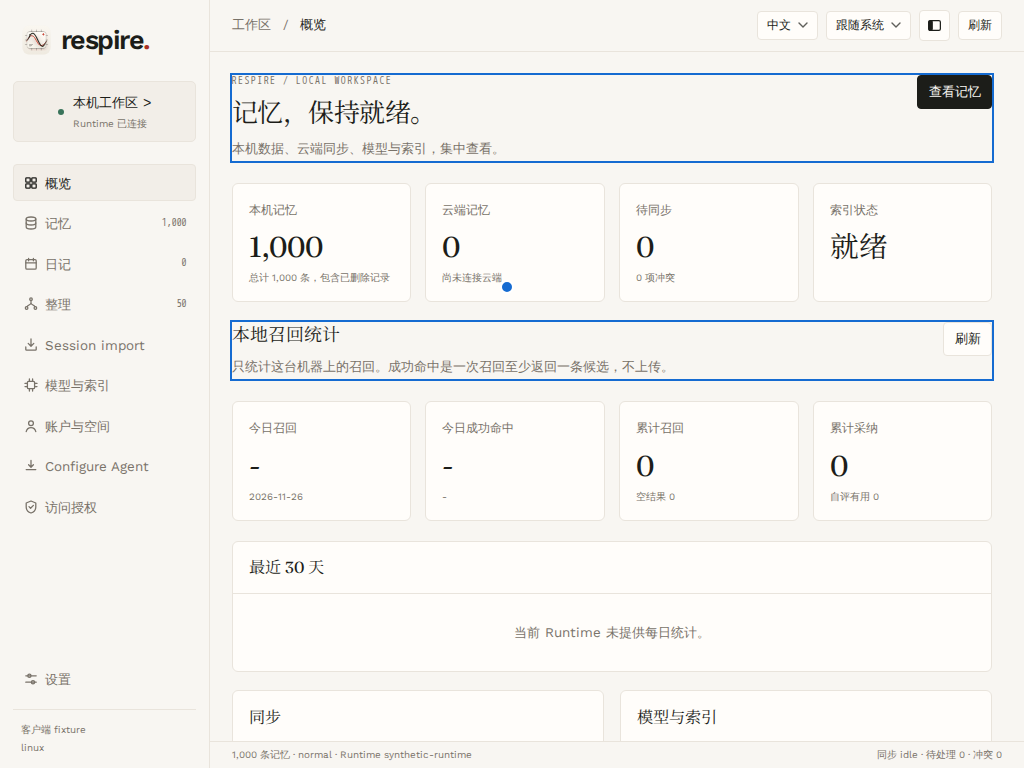 respire.
本机工作区 >
Runtime 已连接
概览
记忆 1,000
日记 0
整理 50
Session import
模型与索引
账户与空间
Configure Agent
访问授权
设置
客户端 fixture
linux
工作区 / 概览
中文
跟随系统
刷新
RESPIRE / LOCAL WORKSPACE
记忆，保持就绪。
本机数据、云端同步、模型与索引，集中查看。
查看记忆
本机记忆
1,000
总计 1,000 条，包含已删除记录
云端记忆
0
尚未连接云端
待同步
0
0 项冲突
索引状态
就绪
本地召回统计
只统计这台机器上的召回。成功命中是一次召回至少返回一条候选，不上传。
刷新
今日召回
-
2026-11-26
今日成功命中
-
-
累计召回
0
空结果 0
累计采纳
0
自评有用 0
最近 30 天
当前 Runtime 未提供每日统计。
同步
模型与索引
1,000 条记忆 · normal · Runtime synthetic-runtime
同步 idle · 待处理 0 · 冲突 0